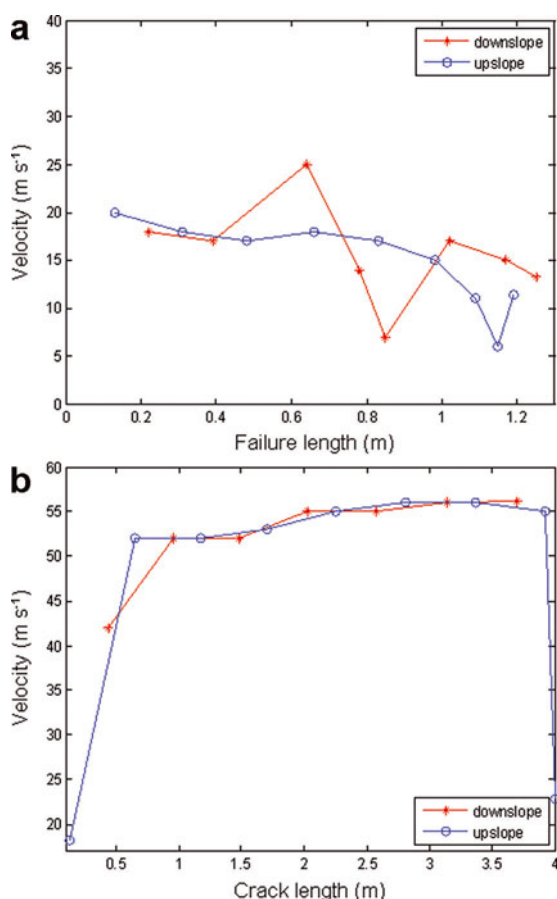 a
40
35
30
25
20
15
10
5
0
Velocity (m s-1)
downslope
upslope
0 0.2 0.4 0.6 0.8 1 1.2
Failure length (m)
b
60
55
50
45
40
35
30
25
20
Velocity (m s-1)
downslope
upslope
0.5 1 1.5 2 2.5 3 3.5 4
Crack length (m)